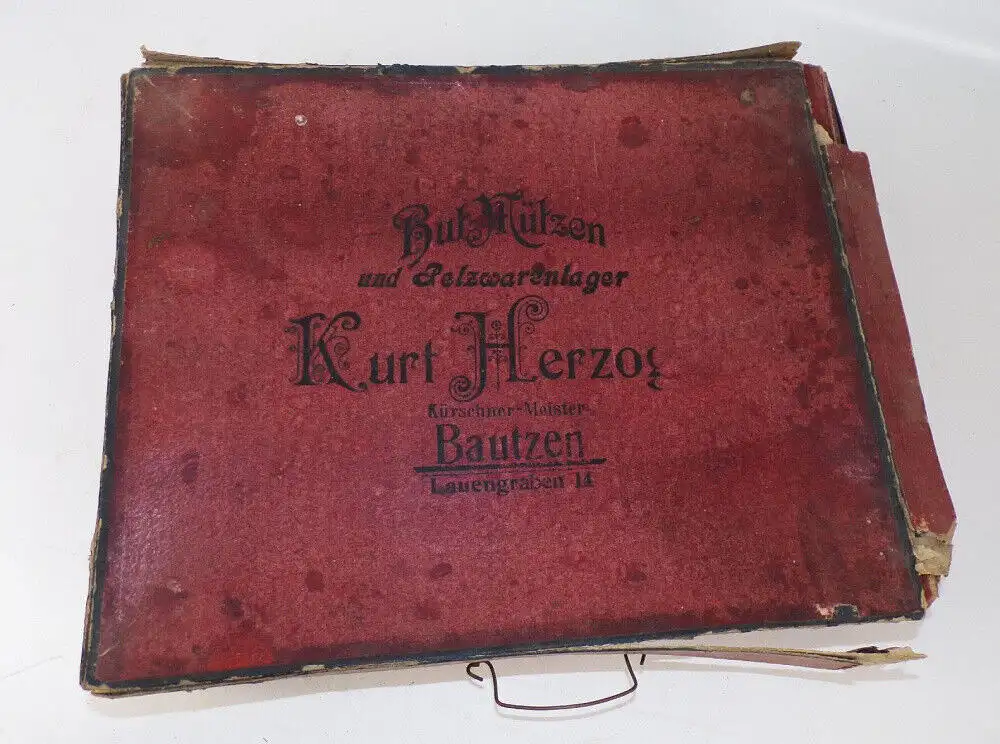 Hut Mützen
und Pelzwarenlager
Kurt Herzog
Kürschner-Meister
Bautzen
Lauengraben 14